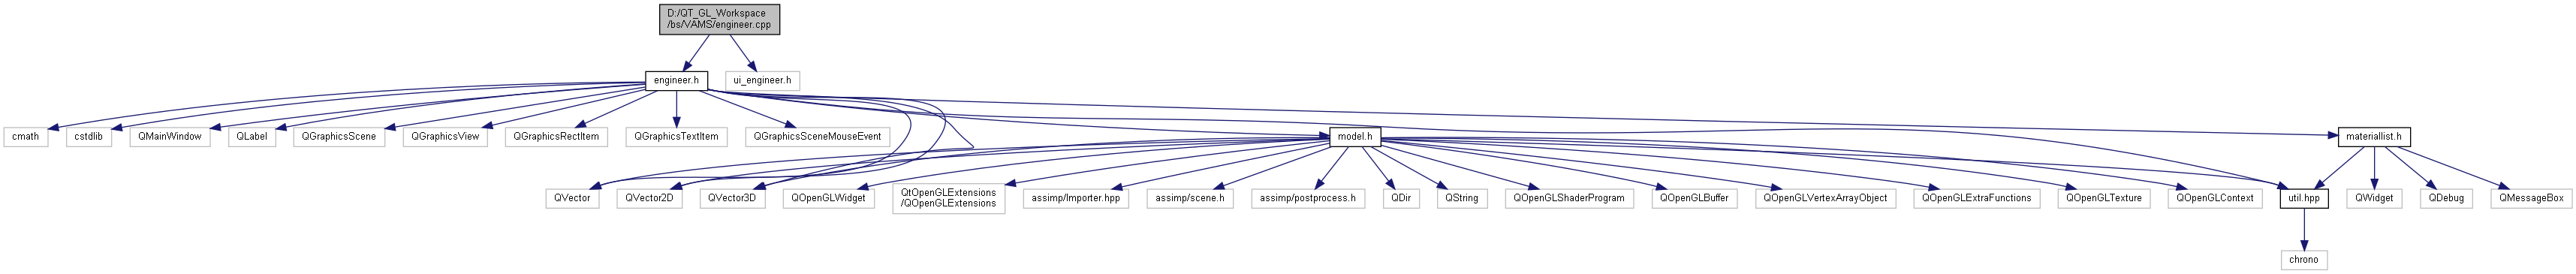 D:/QT_GL_Workspace
/bs/VAMS/engineer.cpp
engineer.h
ui_engineer.h
cmath
cstdlib
QMainWindow
QLabel
QGraphicsScene
QGraphicsView
QGraphicsRectItem
QGraphicsTextItem
QGraphicsSceneMouseEvent
model.h
materiallist.h
QVector
QVector2D
QVector3D
QOpenGLWidget
QtOpenGLExtensions
/QOpenGLExtensions
assimp/Importer.hpp
assimp/scene.h
assimp/postprocess.h
QDir
QString
QOpenGLShaderProgram
QOpenGLBuffer
QOpenGLVertexArrayObject
QOpenGLExtraFunctions
QOpenGLTexture
QOpenGLContext
util.hpp
QWidget
QDebug
QMessageBox
chrono